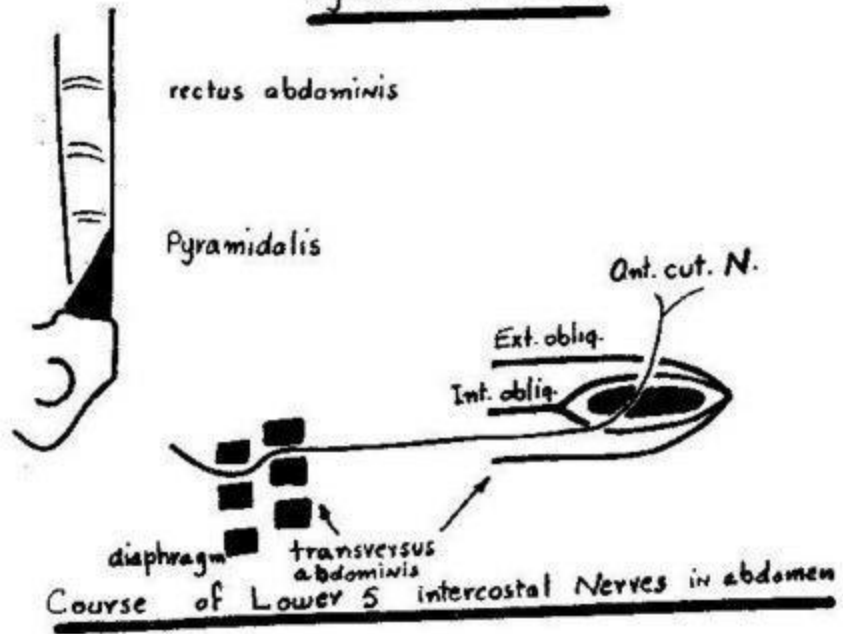 rectus abdominis
Pyramidalis
Ant. cut. N.
Ext. obliq.
Int. obliq.
diaphragm
transversus
abdominis
Course of Lower 5 intercostal Nerves in abdomen